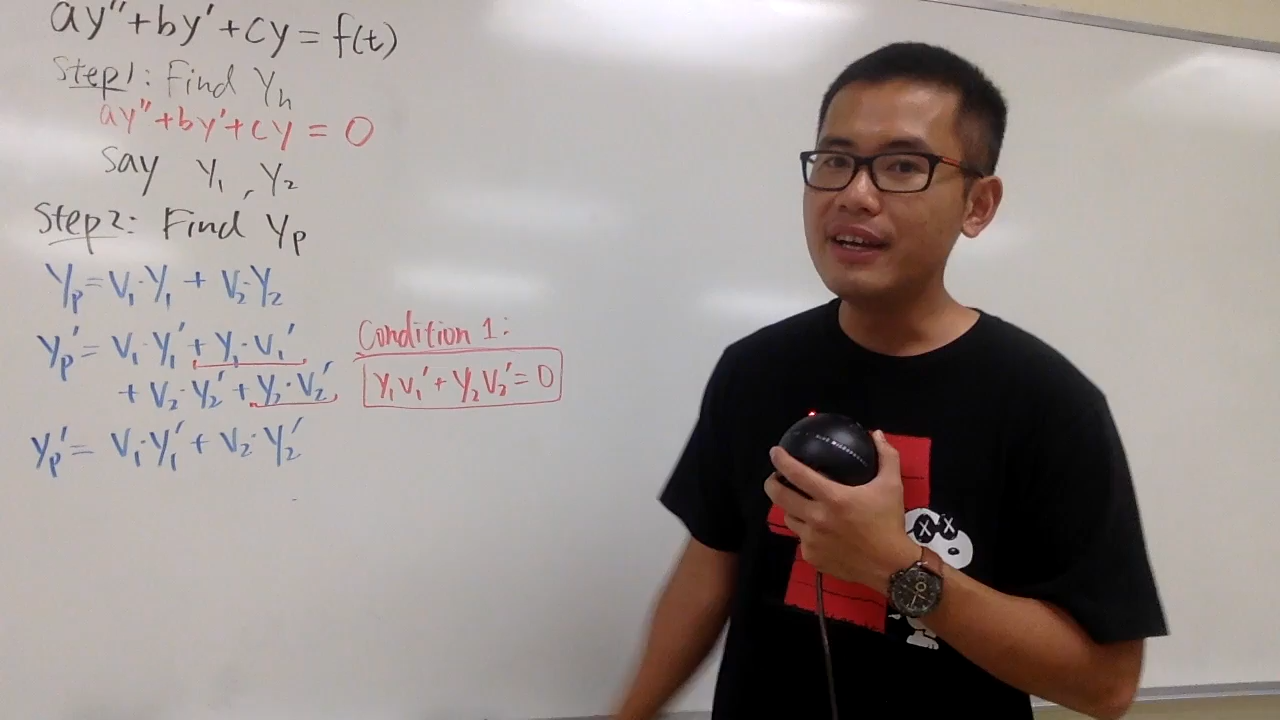 ay''+by'+cy = f(t)
Step1: Find Yh
ay''+by'+cy = 0
Say Y₁, Y₂
Step2: Find Yp
Yp = V₁·Y₁ + V₂·Y₂
Yp' = V₁·Y₁' + Y₁·V₁'
+ V₂·Y₂' + Y₂·V₂'
Condition 1:
Y₁V₁' + Y₂V₂' = 0
Yp' = V₁·Y₁' + V₂·Y₂'